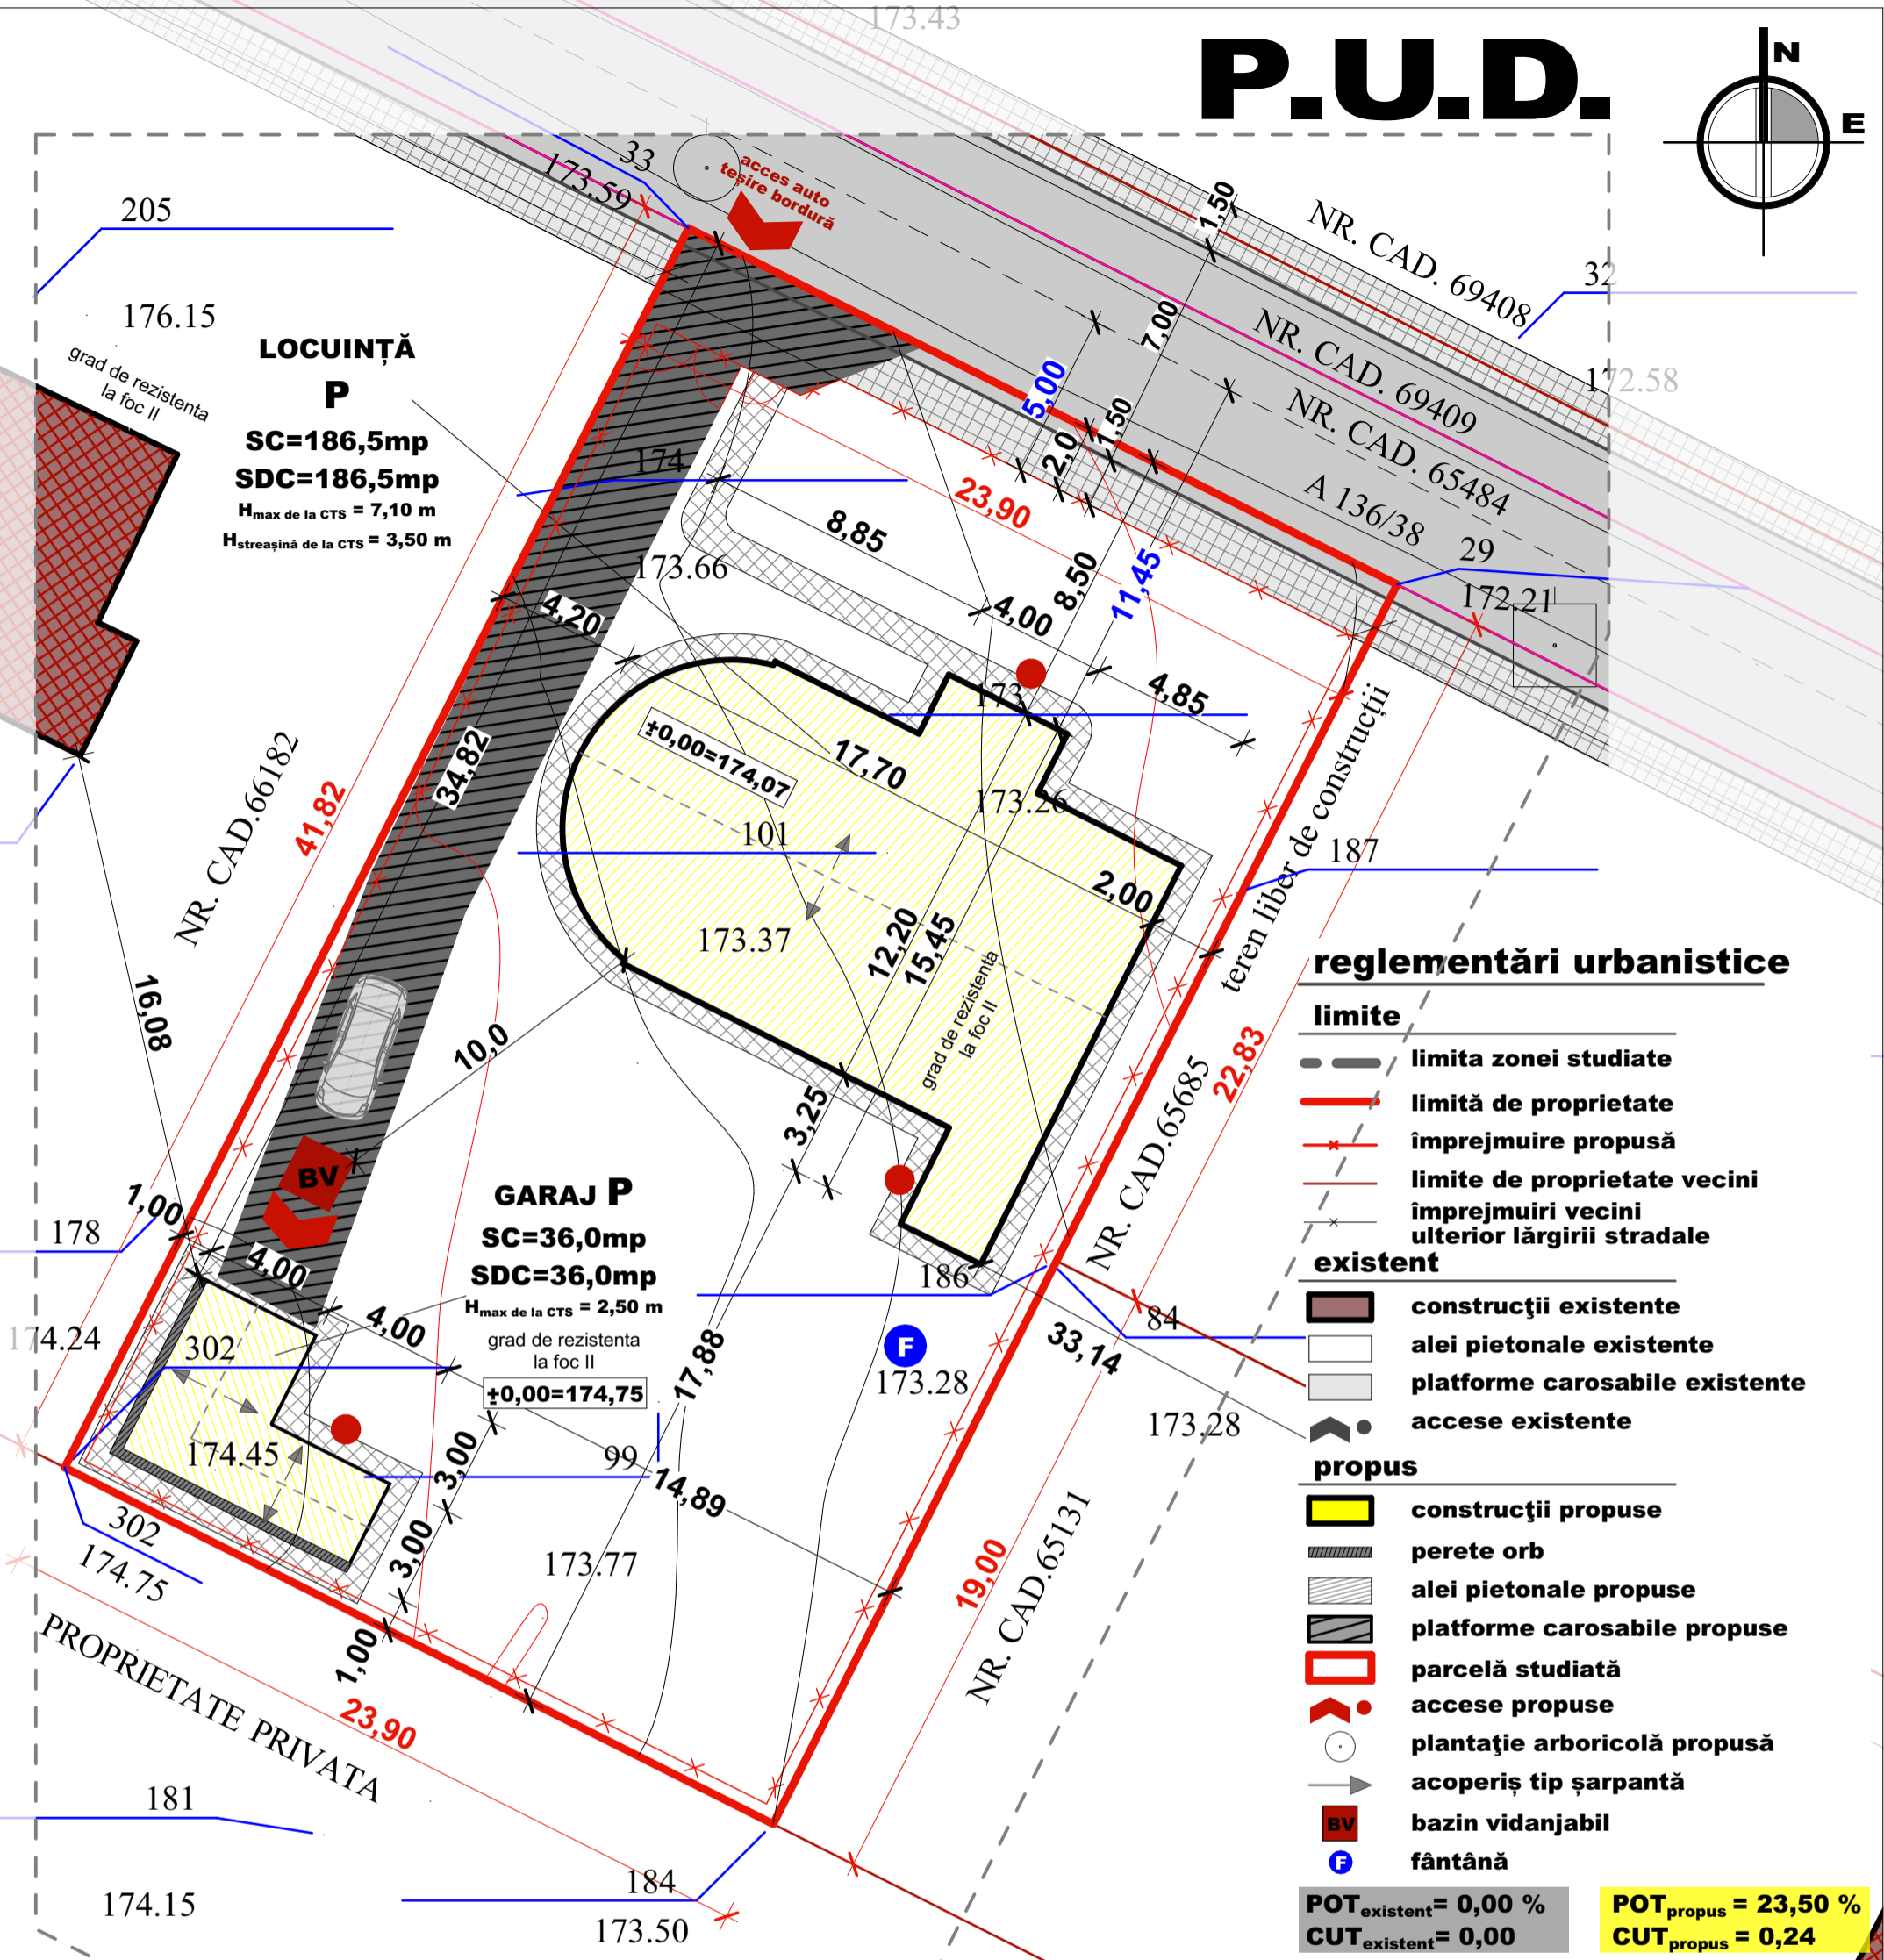 173.43
P.U.D.
N
E
33
173.59
acces auto
teșire bordură
205
176.15
grad de rezistenta
la foc II
LOCUINȚĂ
P
SC=186,5mp
SDC=186,5mp
Hmax de la CTS = 7,10 m
Hstreașină de la CTS = 3,50 m
1,50
NR. CAD. 69408
32
172.58
7,00
NR. CAD. 69409
NR. CAD. 65484
A 136/38
5,00
1,50
2,0
174
23,90
8,85
173.66
8,50
11,45
29
172.21
4,20
4,00
4,85
173
±0,00=174,07
17,70
173.26
101
34,82
41,82
NR. CAD.66182
teren liber de construcții
187
2,00
173.37
12,20
15,45
grad de rezistenta
la foc II
16,08
10,0
3,25
22,83
NR. CAD.65685
BV
1,00
178
4,00
GARAJ P
SC=36,0mp
SDC=36,0mp
Hmax de la CTS = 2,50 m
grad de rezistenta
la foc II
±0,00=174,75
186
84
174.24
302
4,00
17,88
F
33,14
173.28
173.28
174.45
3,00
99
14,89
3,00
173.77
302
174.75
1,00
19,00
NR. CAD.65131
PROPRIETATE PRIVATA
23,90
181
184
174.15
173.50
reglementări urbanistice
limite
limita zonei studiate
limită de proprietate
împrejmuire propusă
limite de proprietate vecini
împrejmuiri vecini
ulterior lărgirii stradale
existent
construcţii existente
alei pietonale existente
platforme carosabile existente
accese existente
propus
construcţii propuse
perete orb
alei pietonale propuse
platforme carosabile propuse
parcelă studiată
accese propuse
plantaţie arboricolă propusă
acoperiș tip șarpantă
BV bazin vidanjabil
F fântână
POTexistent= 0,00 %
CUTexistent= 0,00
POTpropus = 23,50 %
CUTpropus = 0,24